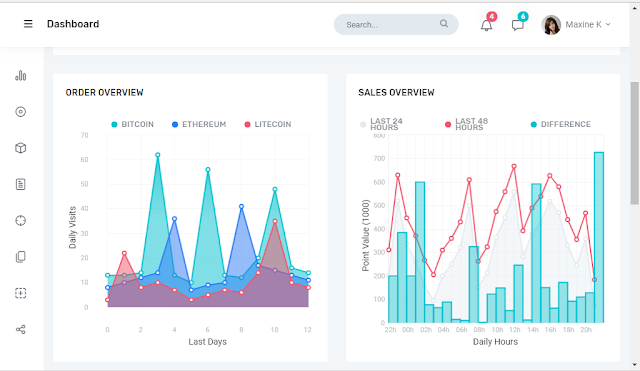 Dashboard
Search...
4
6
Maxine K
ORDER OVERVIEW
BITCOIN
ETHEREUM
LITECOIN
70
60
50
40
30
20
10
0
Daily Visits
0 2 4 6 8 10 12
Last Days
SALES OVERVIEW
LAST 24
HOURS
LAST 48
HOURS
DIFFERENCE
800
700
600
500
400
300
200
100
0
Point Value (1000)
22h 00h 02h 04h 06h 08h 10h 12h 14h 16h 18h 20h
Daily Hours